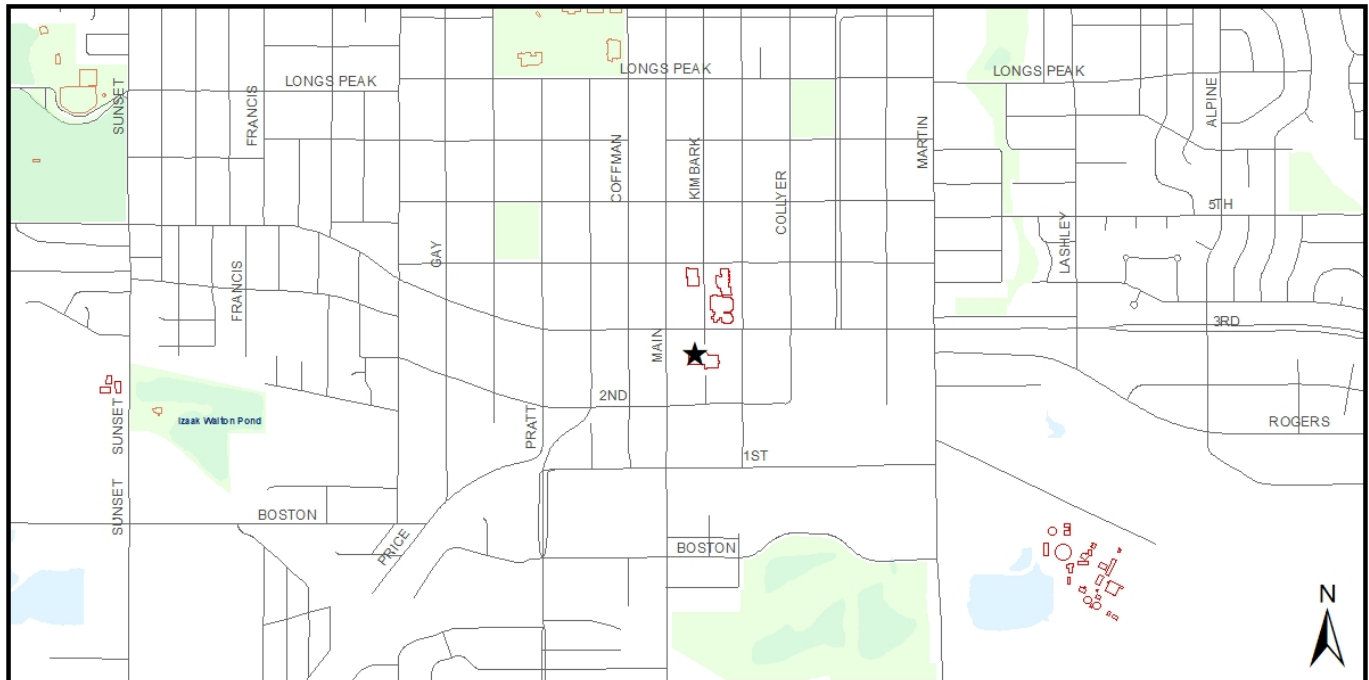 LONGS PEAK
LONGS PEAK
LONGS PEAK
SUNSET
FRANCIS
ALPINE
COFFMAN
KIMBARK
MARTIN
COLLYER
5TH
GAY
LASHLEY
FRANCIS
3RD
MAIN
2ND
SUNSET
Izaak Walton Pond
PRATT
ROGERS
1ST
SUNSET
BOSTON
PRICE
BOSTON
N